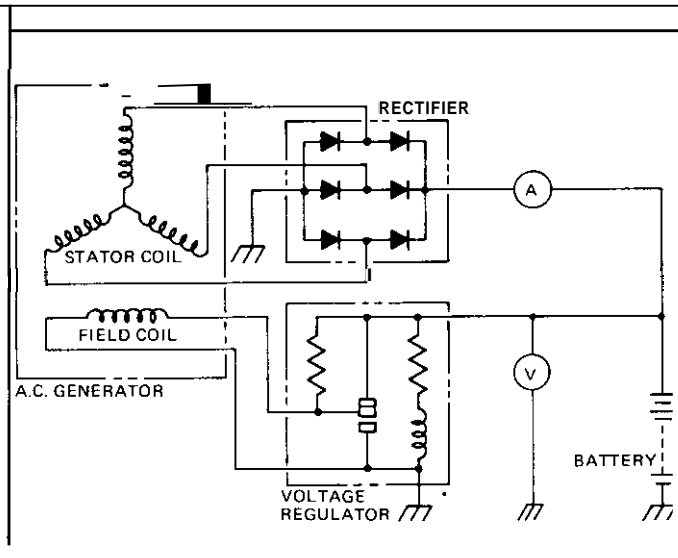 RECTIFIER
A
STATOR COIL
FIELD COIL
A.C. GENERATOR
V
BATTERY
VOLTAGE
REGULATOR